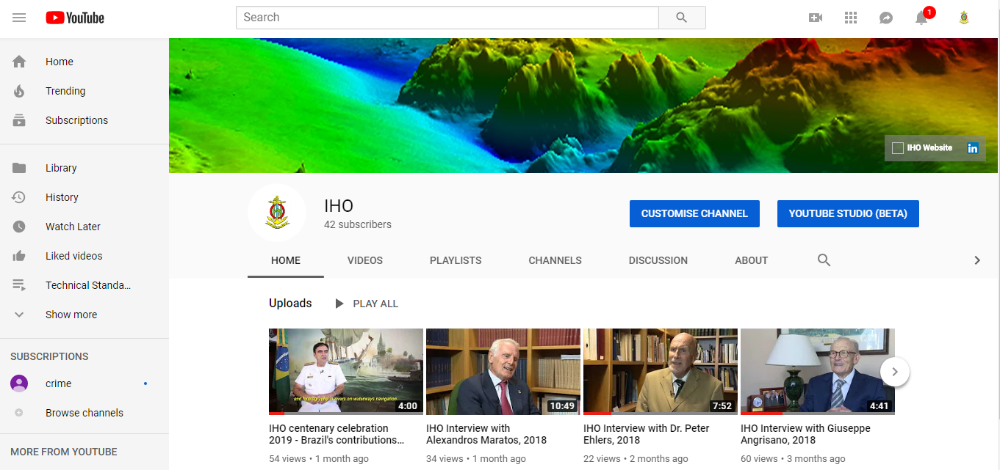 YouTube
Search
1
Home
Trending
Subscriptions
Library
History
Watch Later
Liked videos
Technical Standa...
Show more
SUBSCRIPTIONS
crime
Browse channels
MORE FROM YOUTUBE
IHO Website
in
IHO
42 subscribers
CUSTOMISE CHANNEL
YOUTUBE STUDIO (BETA)
HOME
VIDEOS
PLAYLISTS
CHANNELS
DISCUSSION
ABOUT
Uploads
PLAY ALL
and hydrography in rivers on waterways navigation.
4:00
IHO centenary celebration
2019 - Brazil's contributions...
54 views • 1 month ago
10:49
IHO Interview with
Alexandros Maratos, 2018
34 views • 1 month ago
7:52
IHO Interview with Dr. Peter
Ehlers, 2018
22 views • 2 months ago
4:41
IHO Interview with Giuseppe
Angrisano, 2018
60 views • 3 months ago